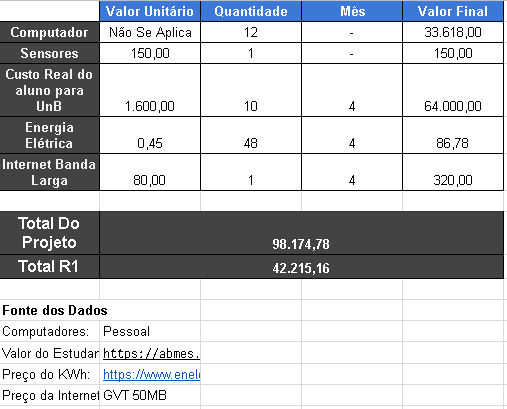 Valor Unitário Quantidade Mês Valor Final
Computador Não Se Aplica 12 - 33.618,00
Sensores 150,00 1 - 150,00
Custo Real do
aluno para
UnB 1.600,00 10 4 64.000,00
Energia
Elétrica 0,45 48 4 86,78
Internet Banda
Larga 80,00 1 4 320,00
Total Do
Projeto 98.174,78
Total R1 42.215,16
Fonte dos Dados
Computadores: Pessoal
Valor do Estudar https://abmes.
Preço do KWh: https://www.enel
Preço da Internet GVT 50MB